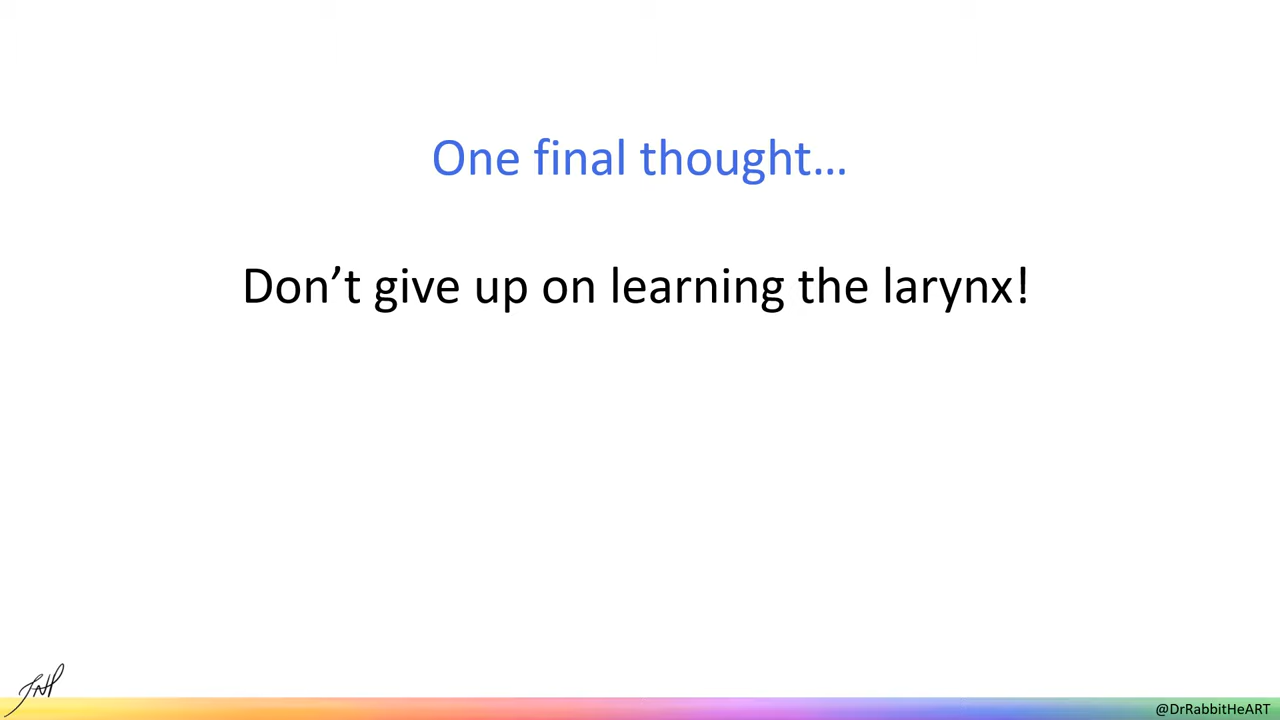 One final thought…
Don’t give up on learning the larynx!
@DrRabbitHeART